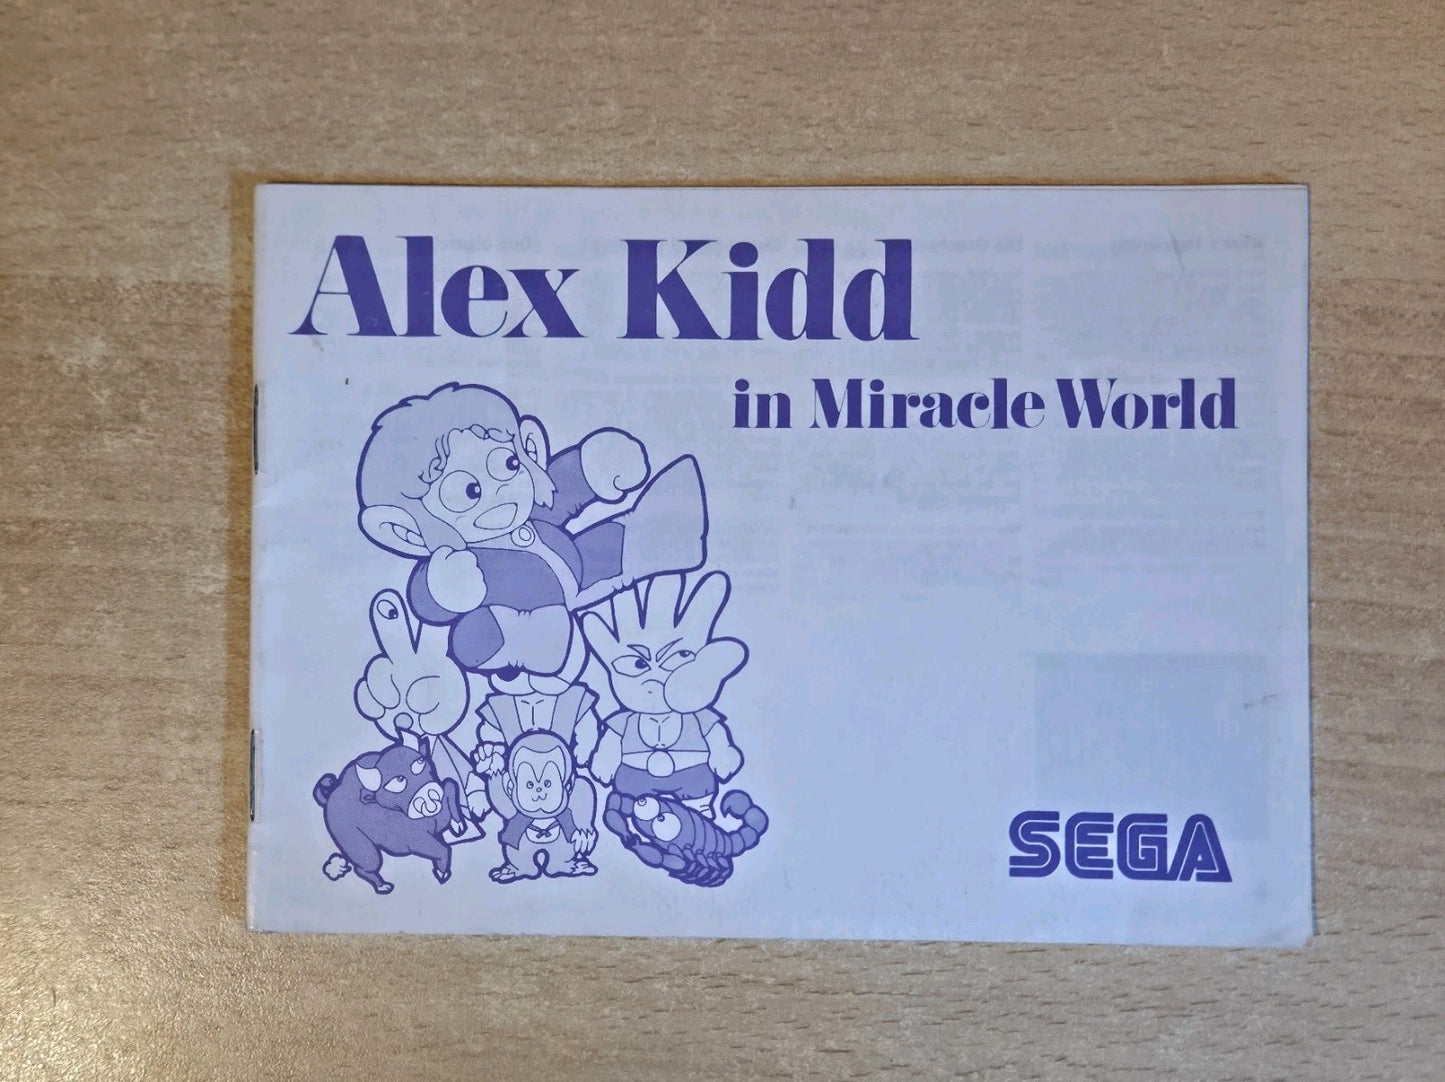 Alex Kidd
in Miracle World
SEGA